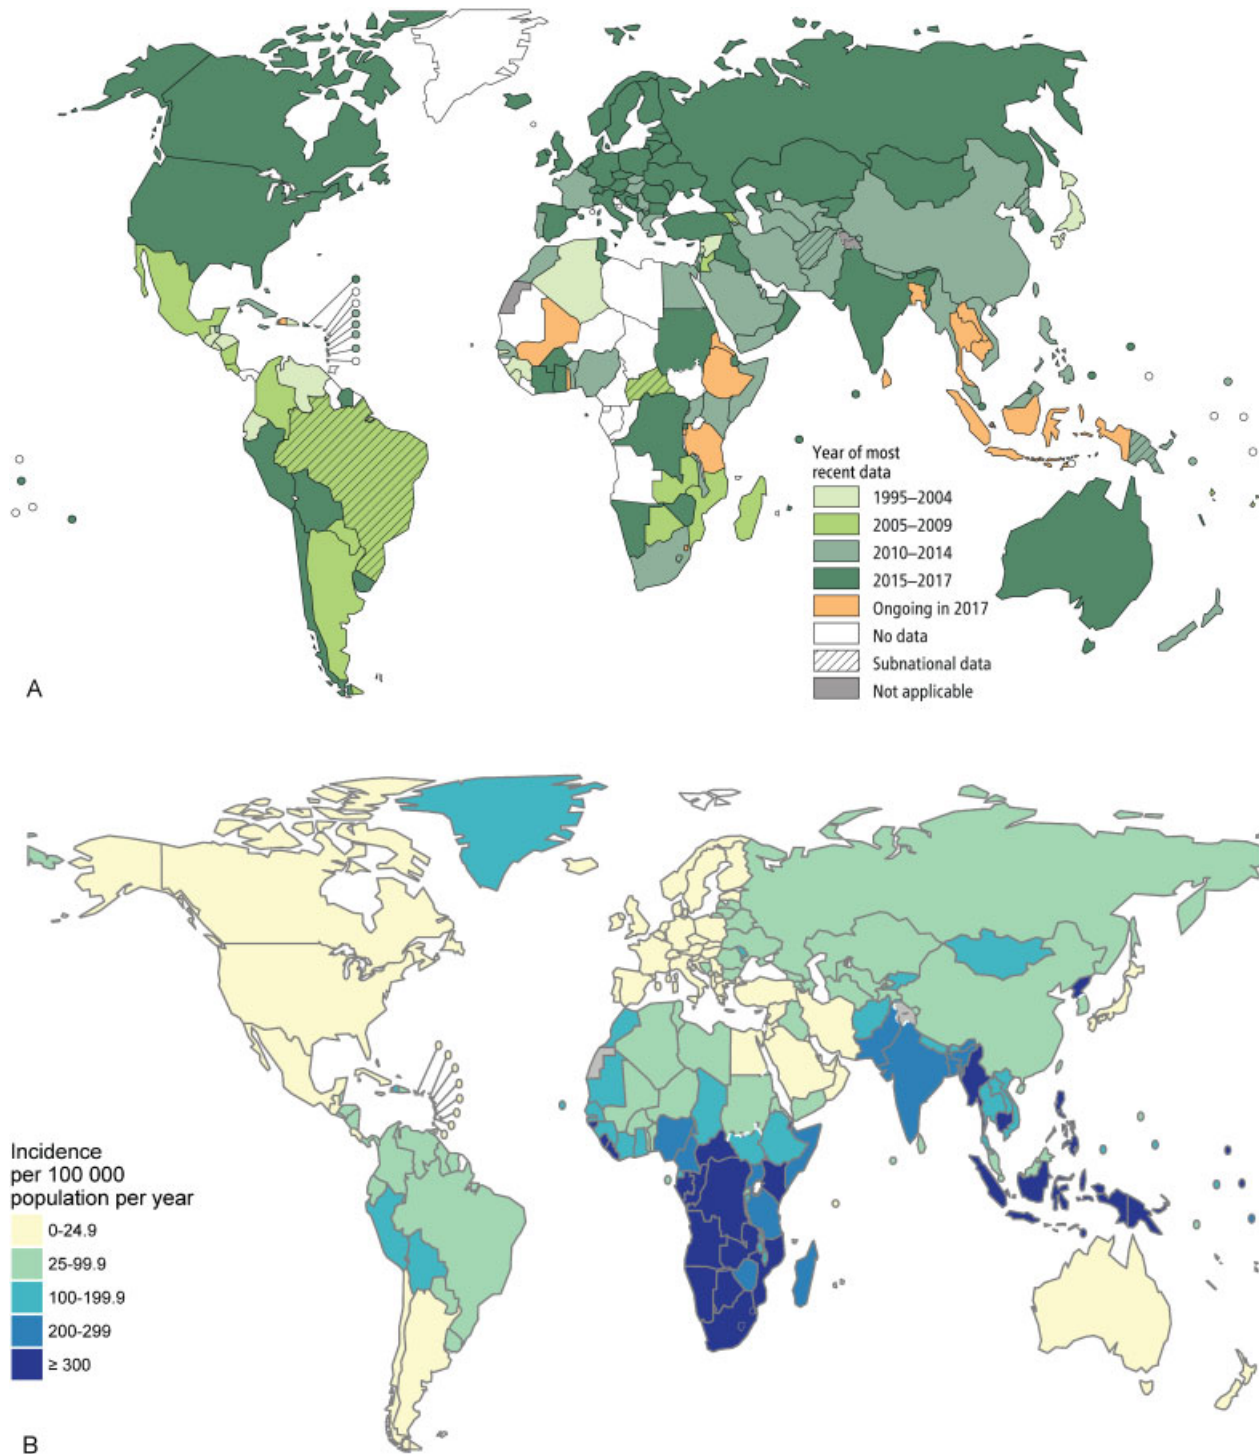 Year of most
recent data
1995–2004
2005–2009
2010–2014
2015–2017
Ongoing in 2017
No data
Subnational data
Not applicable
A
Incidence
per 100 000
population per year
0-24.9
25-99.9
100-199.9
200-299
≥ 300
B